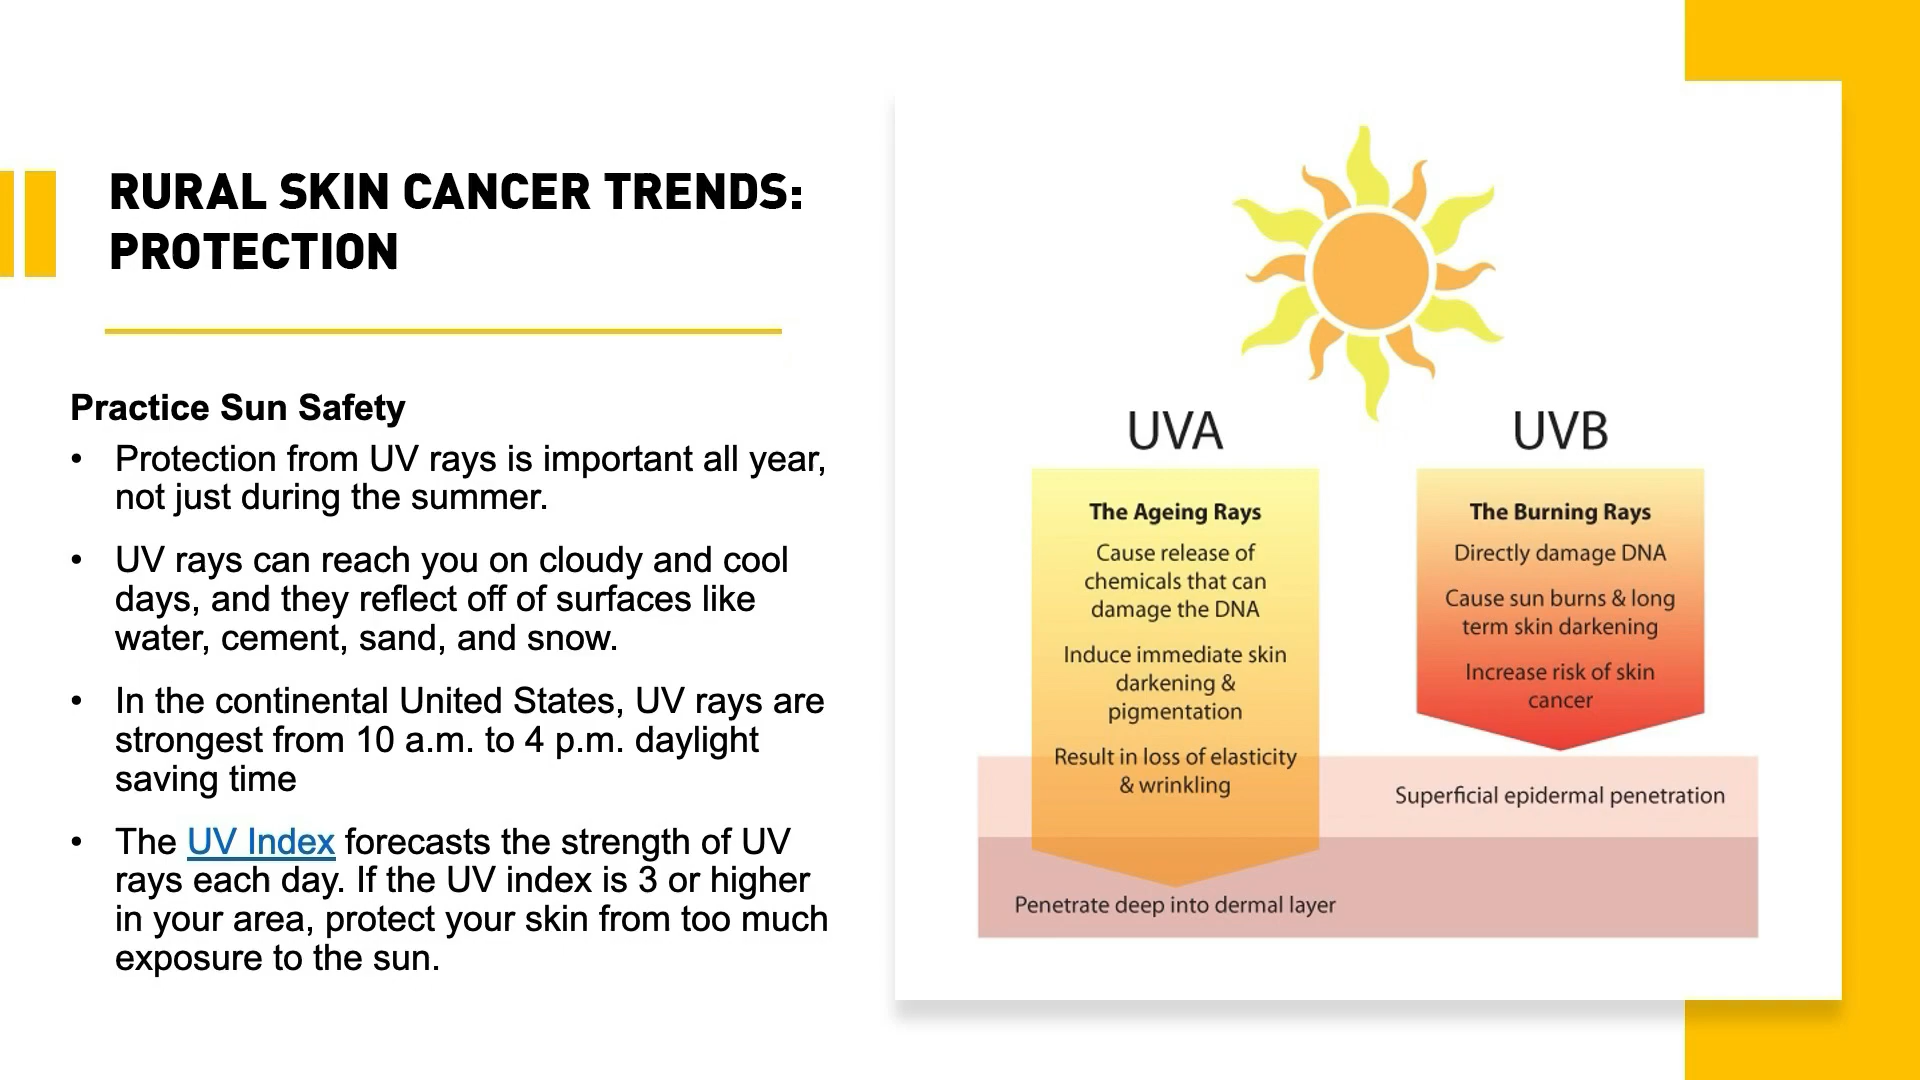 RURAL SKIN CANCER TRENDS:
PROTECTION
Practice Sun Safety
• Protection from UV rays is important all year,
not just during the summer.
• UV rays can reach you on cloudy and cool
days, and they reflect off of surfaces like
water, cement, sand, and snow.
• In the continental United States, UV rays are
strongest from 10 a.m. to 4 p.m. daylight
saving time
• The UV Index forecasts the strength of UV
rays each day. If the UV index is 3 or higher
in your area, protect your skin from too much
exposure to the sun.
UVA
The Ageing Rays
Cause release of
chemicals that can
damage the DNA
Induce immediate skin
darkening &
pigmentation
Result in loss of elasticity
& wrinkling
Penetrate deep into dermal layer
UVB
The Burning Rays
Directly damage DNA
Cause sun burns & long
term skin darkening
Increase risk of skin
cancer
Superficial epidermal penetration